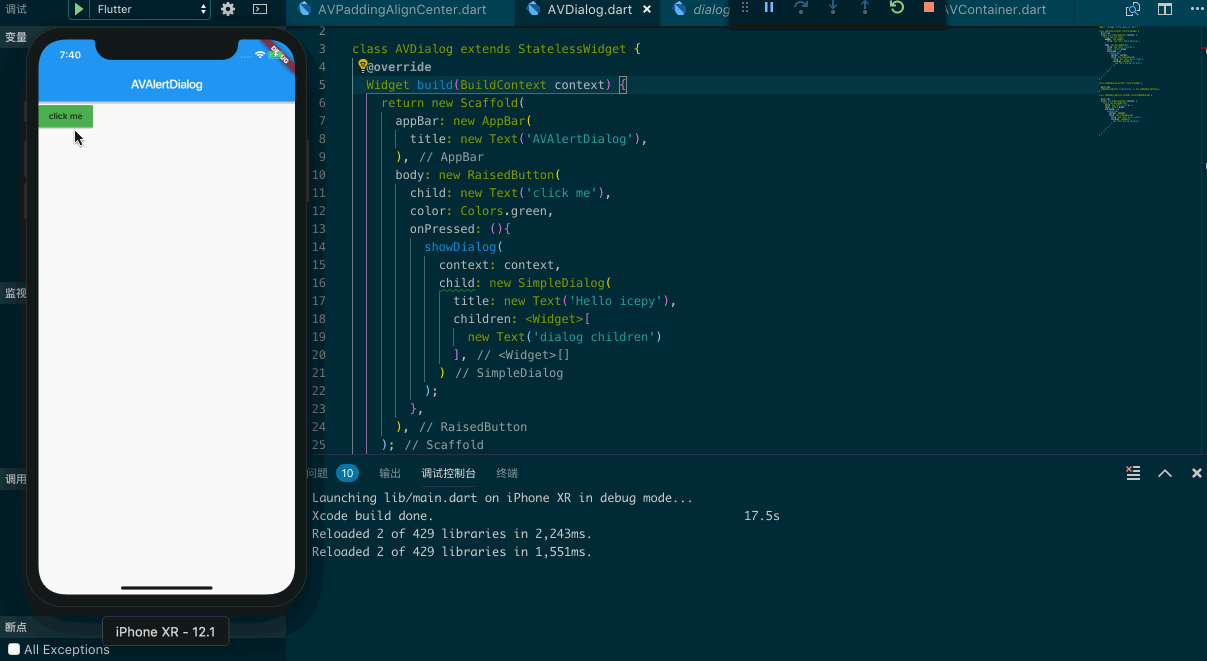 调试
Flutter
AVPaddingAlignCenter.dart
AVDialog.dart
dialog
AVContainer.dart
变量
监视
调用
断点
All Exceptions
7:40
DEBUG
AVAlertDialog
click me
iPhone XR - 12.1
2
3 class AVDialog extends StatelessWidget {
4 @override
5 Widget build(BuildContext context) {
6 return new Scaffold(
7 appBar: new AppBar(
8 title: new Text('AVAlertDialog'),
9 ), // AppBar
10 body: new RaisedButton(
11 child: new Text('click me'),
12 color: Colors.green,
13 onPressed: (){
14 showDialog(
15 context: context,
16 child: new SimpleDialog(
17 title: new Text('Hello icepy'),
18 children: <Widget>[
19 new Text('dialog children')
20 ], // <Widget>[]
21 ) // SimpleDialog
22 );
23 },
24 ), // RaisedButton
25 ); // Scaffold
问题 10 输出 调试控制台 终端
Launching lib/main.dart on iPhone XR in debug mode...
Xcode build done. 17.5s
Reloaded 2 of 429 libraries in 2,243ms.
Reloaded 2 of 429 libraries in 1,551ms.